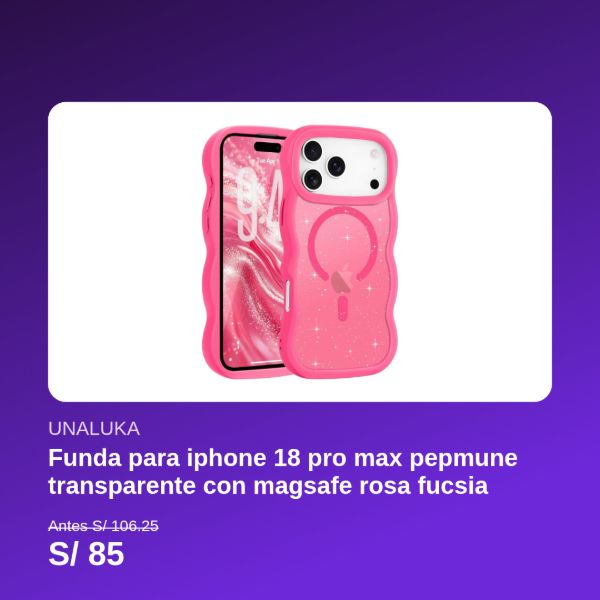 UNALUKA
Funda para iphone 18 pro max pepmune
transparente con magsafe rosa fucsia
Antes S/ 106.25
S/ 85